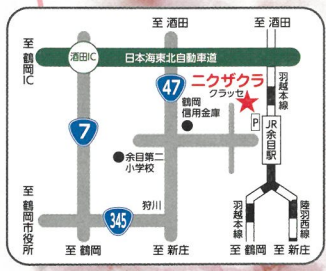 至 酒田
至 酒田
至 鶴岡IC
酒田IC
日本海東北自動車道
47
ニクザクラ
クラッセ
羽越本線
鶴岡
信用金庫
P
JR余目駅
7
余目第二
小学校
狩川
345
羽越本線
陸羽西線
至 鶴岡市役所
至 鶴岡
至 新庄
至 鶴岡
至 新庄